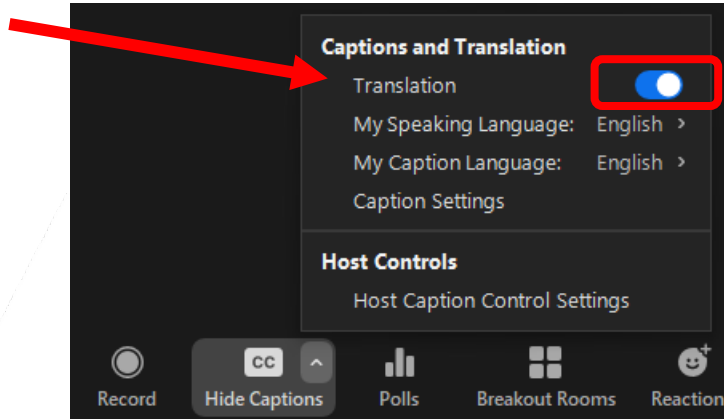 Captions and Translation
Translation
My Speaking Language: English >
My Caption Language: English >
Caption Settings
Host Controls
Host Caption Control Settings
CC
Record Hide Captions Polls Breakout Rooms Reaction